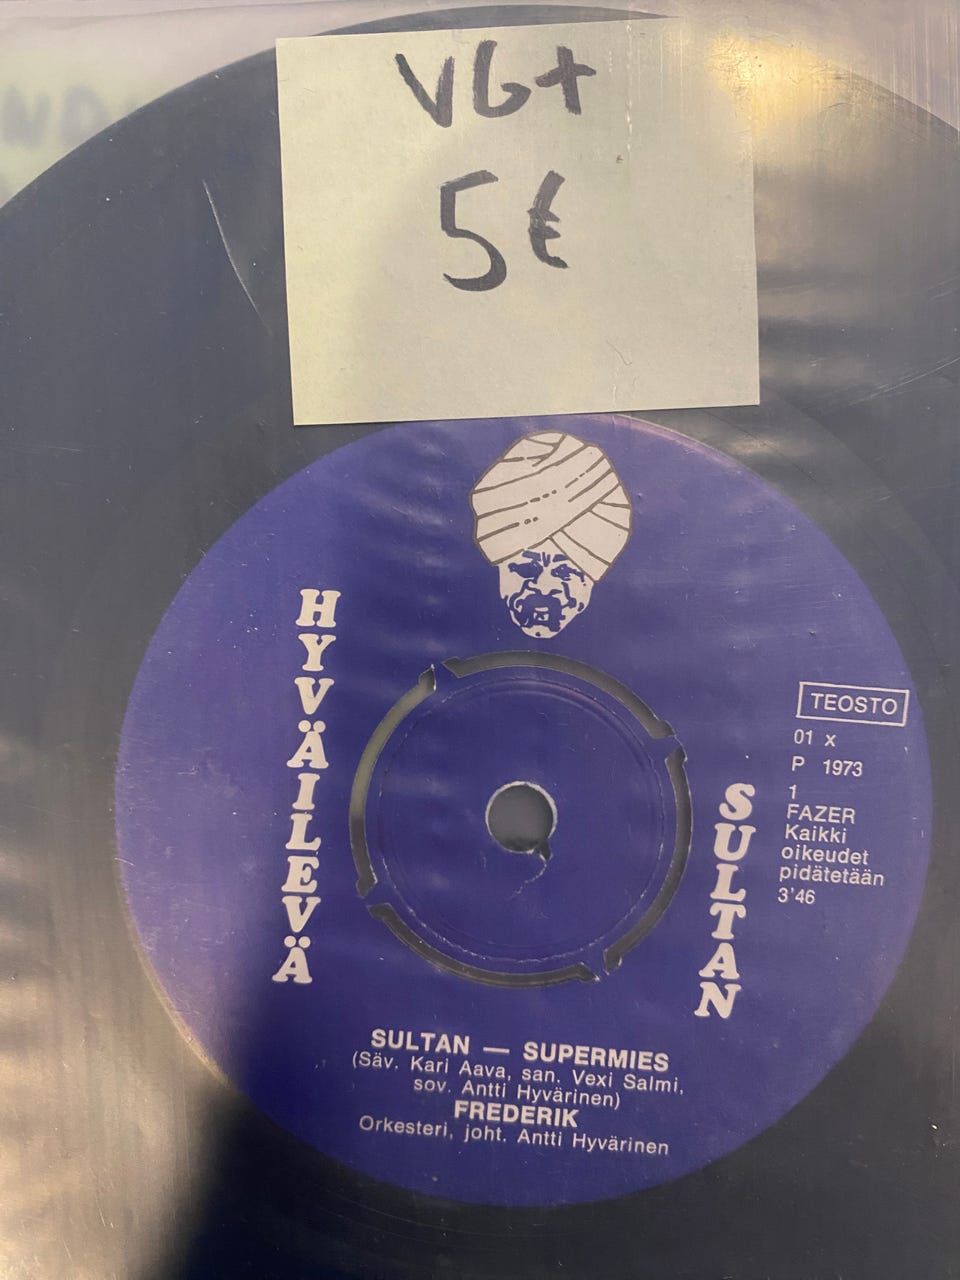 VG+
5€
HYVÄILEVÄ
SULTAN
TEOSTO
01 x
P 1973
1
FAZER
Kaikki
oikeudet
pidätetään
3'46
SULTAN — SUPERMIES
(Säv. Kari Aava, san. Vexi Salmi,
sov. Antti Hyvärinen)
FREDERIK
Orkesteri, joht. Antti Hyvärinen